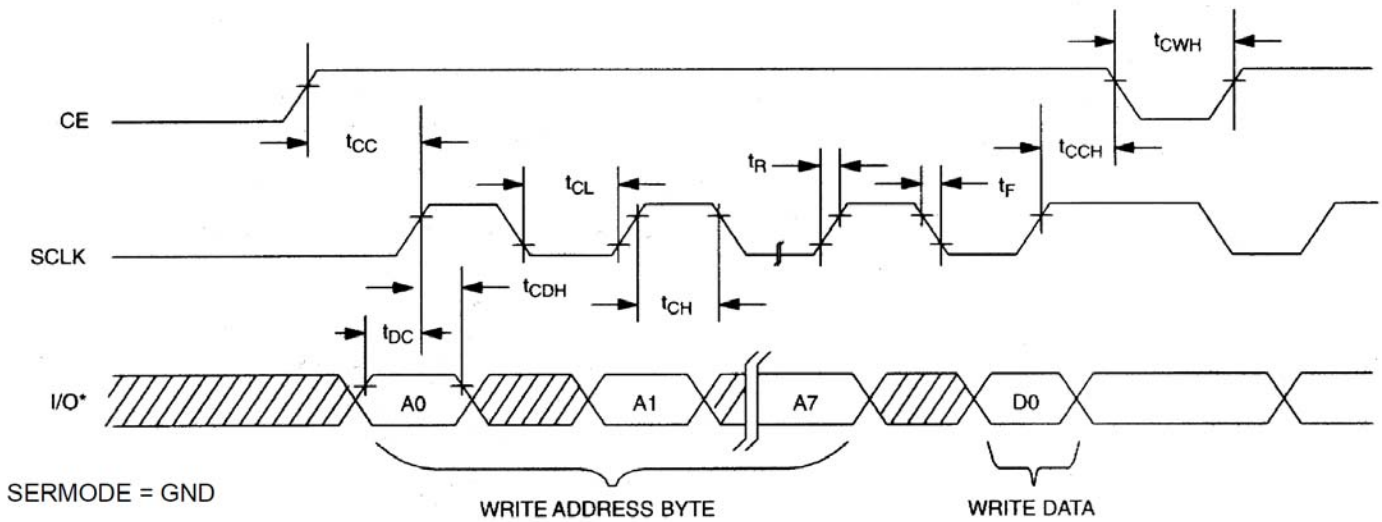 tCWH
CE
tCC
tCCH
tR
tCL
tF
SCLK
tCDH
tCH
tDC
I/O*
A0
A1
A7
D0
SERMODE = GND
WRITE ADDRESS BYTE
WRITE DATA